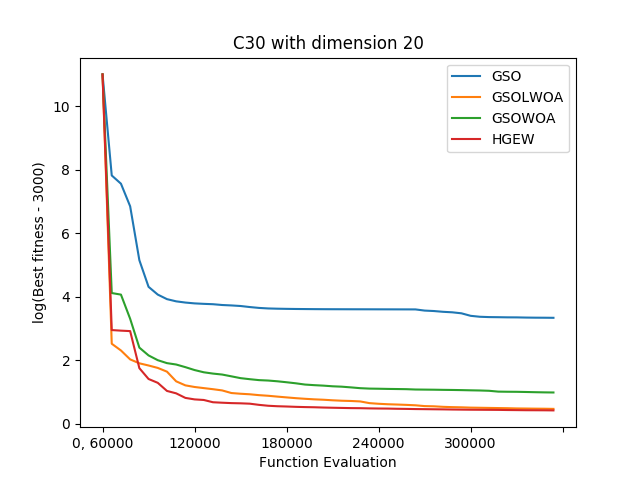 C30 with dimension 20
GSO
GSOLWOA
GSOWOA
HGEW
log(Best fitness - 3000)
10
8
6
4
2
0
0, 60000 120000 180000 240000 300000
Function Evaluation